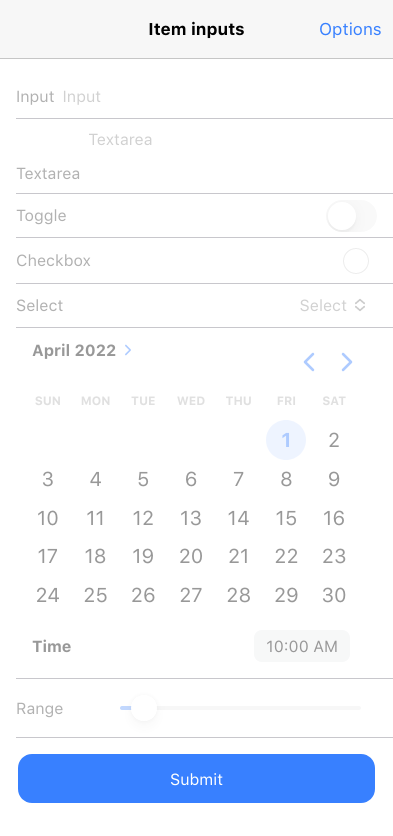 Item inputs Options
Input Input
Textarea
Textarea
Toggle
Checkbox
Select Select
April 2022
SUN MON TUE WED THU FRI SAT
1 2
3 4 5 6 7 8 9
10 11 12 13 14 15 16
17 18 19 20 21 22 23
24 25 26 27 28 29 30
Time 10:00 AM
Range
Submit